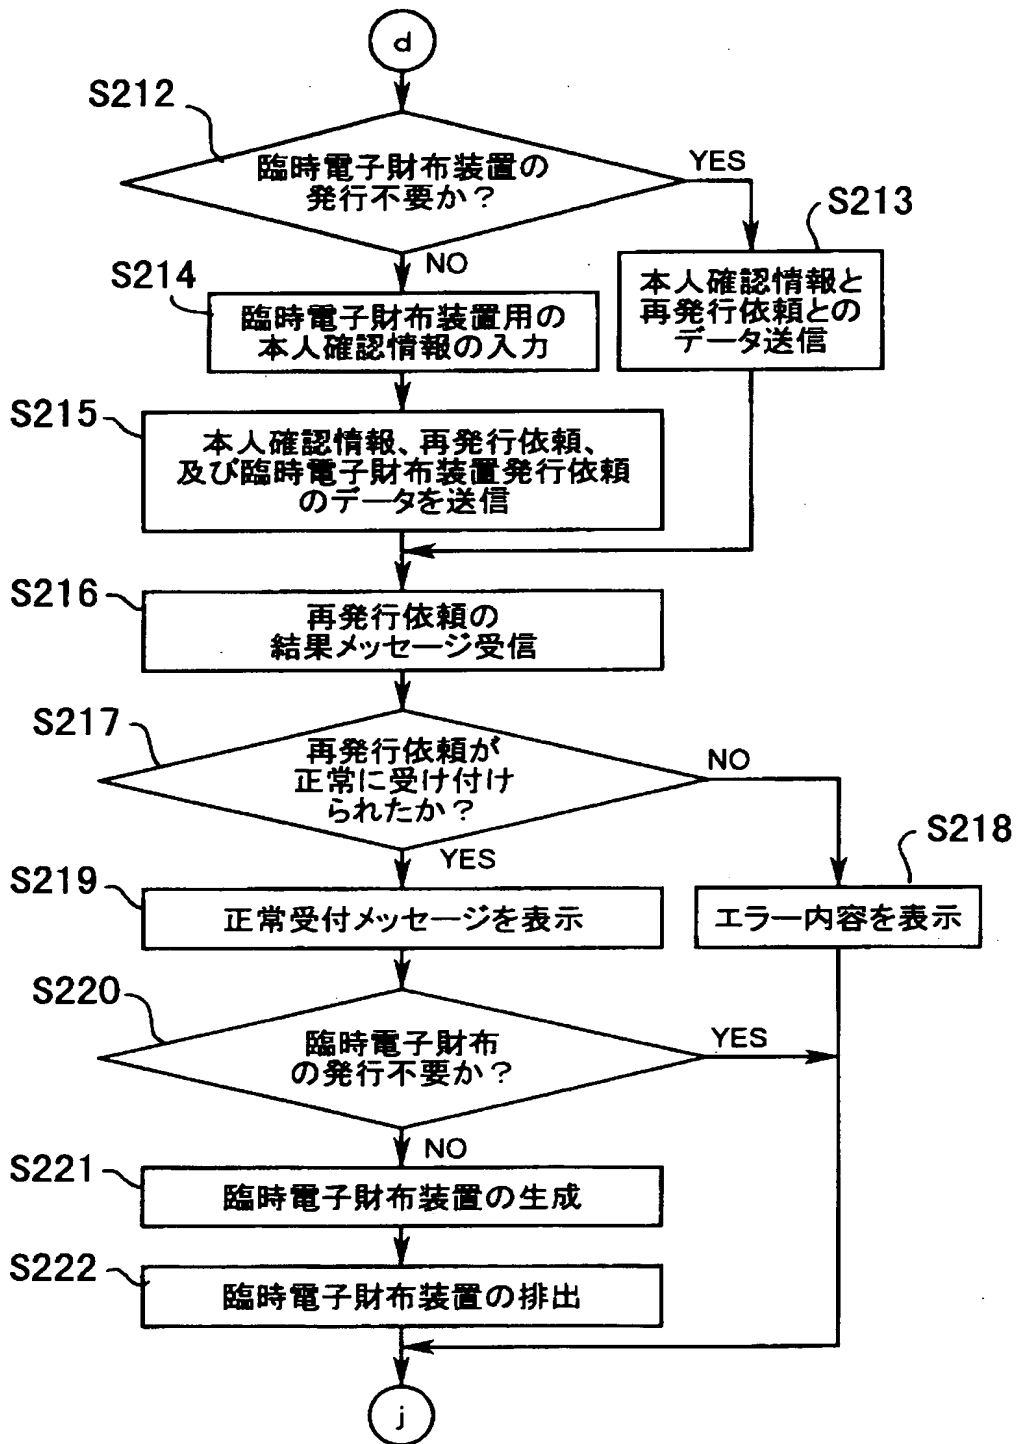 d
S212
臨時電子財布装置の
発行不要か？
YES
S213
本人確認情報と
再発行依頼との
データ送信
NO
S214
臨時電子財布装置用の
本人確認情報の入力
S215
本人確認情報、再発行依頼、
及び臨時電子財布装置発行依頼
のデータを送信
S216
再発行依頼の
結果メッセージ受信
S217
再発行依頼が
正常に受け付け
られたか？
NO
S218
エラー内容を表示
YES
S219
正常受付メッセージを表示
S220
臨時電子財布
の発行不要か？
YES
NO
S221
臨時電子財布装置の生成
S222
臨時電子財布装置の排出
j